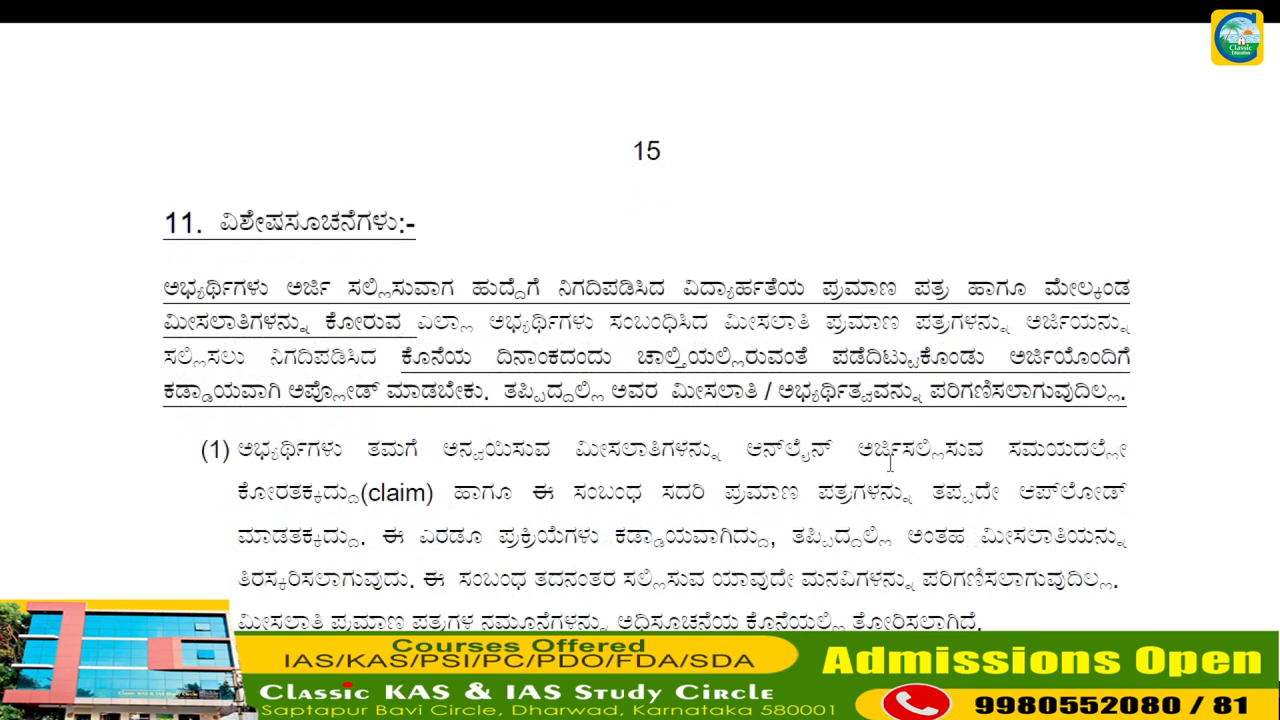 Classic
Education
15
11. ವಿಶೇಷಸೂಚನೆಗಳು:-
ಅಭ್ಯರ್ಥಿಗಳು ಅರ್ಜಿ ಸಲ್ಲಿಸುವಾಗ ಹುದ್ದೆಗೆ ನಿಗದಿಪಡಿಸಿದ ವಿದ್ಯಾರ್ಹತೆಯ ಪ್ರಮಾಣ ಪತ್ರ ಹಾಗೂ ಮೇಲ್ಕಂಡ
ಮೀಸಲಾತಿಗಳನ್ನು ಕೋರುವ ಎಲ್ಲಾ ಅಭ್ಯರ್ಥಿಗಳು ಸಂಬಂಧಿಸಿದ ಮೀಸಲಾತಿ ಪ್ರಮಾಣ ಪತ್ರಗಳನ್ನು ಅರ್ಜಿಯನ್ನು
ಸಲ್ಲಿಸಲು ನಿಗದಿಪಡಿಸಿದ ಕೊನೆಯ ದಿನಾಂಕದಂದು ಚಾಲ್ತಿಯಲ್ಲಿರುವಂತೆ ಪಡೆದಿಟ್ಟುಕೊಂಡು ಅರ್ಜಿಯೊಂದಿಗೆ
ಕಡ್ಡಾಯವಾಗಿ ಅಪ್ಲೋಡ್ ಮಾಡಬೇಕು. ತಪ್ಪಿದ್ದಲ್ಲಿ ಅವರ ಮೀಸಲಾತಿ / ಅಭ್ಯರ್ಥಿತ್ವವನ್ನು ಪರಿಗಣಿಸಲಾಗುವುದಿಲ್ಲ.
(1) ಅಭ್ಯರ್ಥಿಗಳು ತಮಗೆ ಅನ್ವಯಿಸುವ ಮೀಸಲಾತಿಗಳನ್ನು ಆನ್‌ಲೈನ್ ಅರ್ಜಿಸಲ್ಲಿಸುವ ಸಮಯದಲ್ಲೇ
ಕೋರತಕ್ಕದ್ದು(claim) ಹಾಗೂ ಈ ಸಂಬಂಧ ಸದರಿ ಪ್ರಮಾಣ ಪತ್ರಗಳನ್ನು ತಪ್ಪದೇ ಆಪ್‌ಲೋಡ್
ಮಾಡತಕ್ಕದ್ದು. ಈ ಎರಡೂ ಪ್ರಕ್ರಿಯೆಗಳು ಕಡ್ಡಾಯವಾಗಿದ್ದು, ತಪ್ಪಿದ್ದಲ್ಲಿ ಅಂತಹ ಮೀಸಲಾತಿಯನ್ನು
ತಿರಸ್ಕರಿಸಲಾಗುವುದು. ಈ ಸಂಬಂಧ ತದನಂತರ ಸಲ್ಲಿಸುವ ಯಾವುದೇ ಮನವಿಗಳನ್ನು ಪರಿಗಣಿಸಲಾಗುವುದಿಲ್ಲ.
ಮೀಸಲಾತಿ ಪ್ರಮಾಣ ಪತ್ರಗಳ ನಮೂನೆಗಳನ್ನು ಅಧಿಸೂಚನೆಯ ಕೊನೆಯಲ್ಲಿ ತೋರಿಸಲಾಗಿದೆ.
Courses Offered
IAS/KAS/PSI/PC/PDO/FDA/SDA
Classic KAS & IAS Study Circle
Saptapur Bavi Circle, Dharwad, Karnataka 580001
Admissions Open
9980552080 / 81